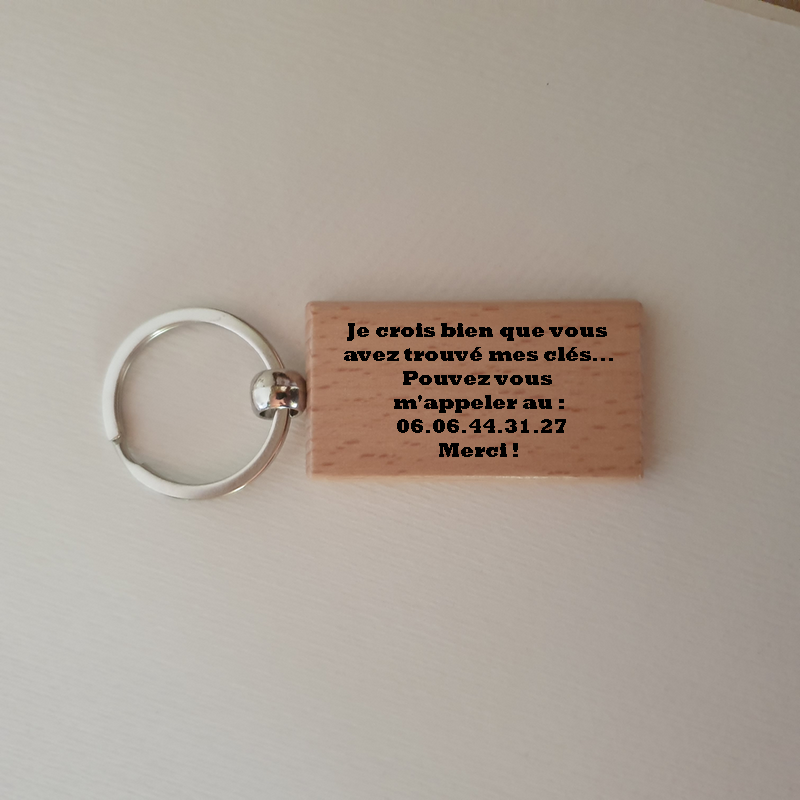 Je crois bien que vous
avez trouvé mes clés...
Pouvez vous
m'appeler au :
06.06.44.31.27
Merci !